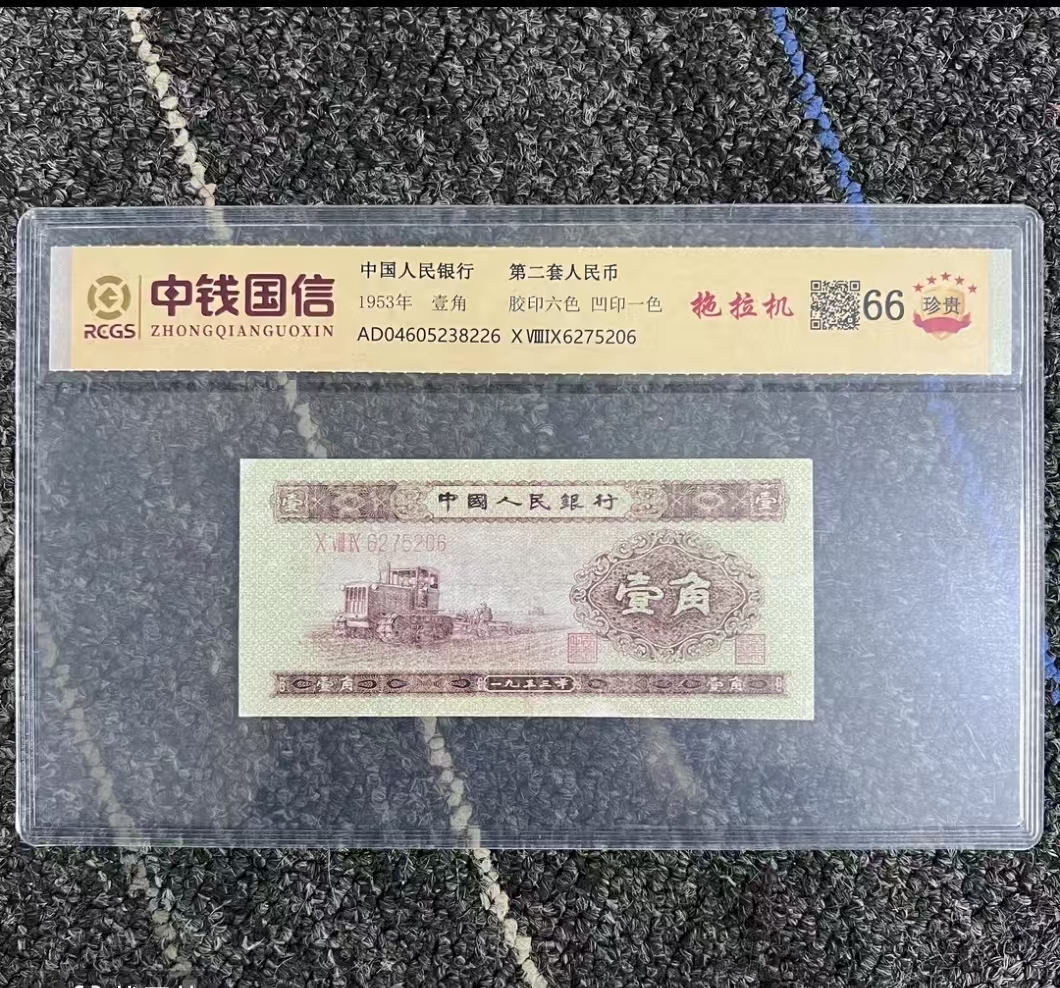 中钱国信
RCGS ZHONGQIANGUOXIN
中国人民银行 第二套人民币
1953年 壹角 胶印六色 凹印一色
AD04605238226 XⅧⅨ6275206
拖拉机
66
珍贵
壹 中國人民銀行 壹
XⅧⅨ 6275206
壹角
壹角 一九五三年 壹角